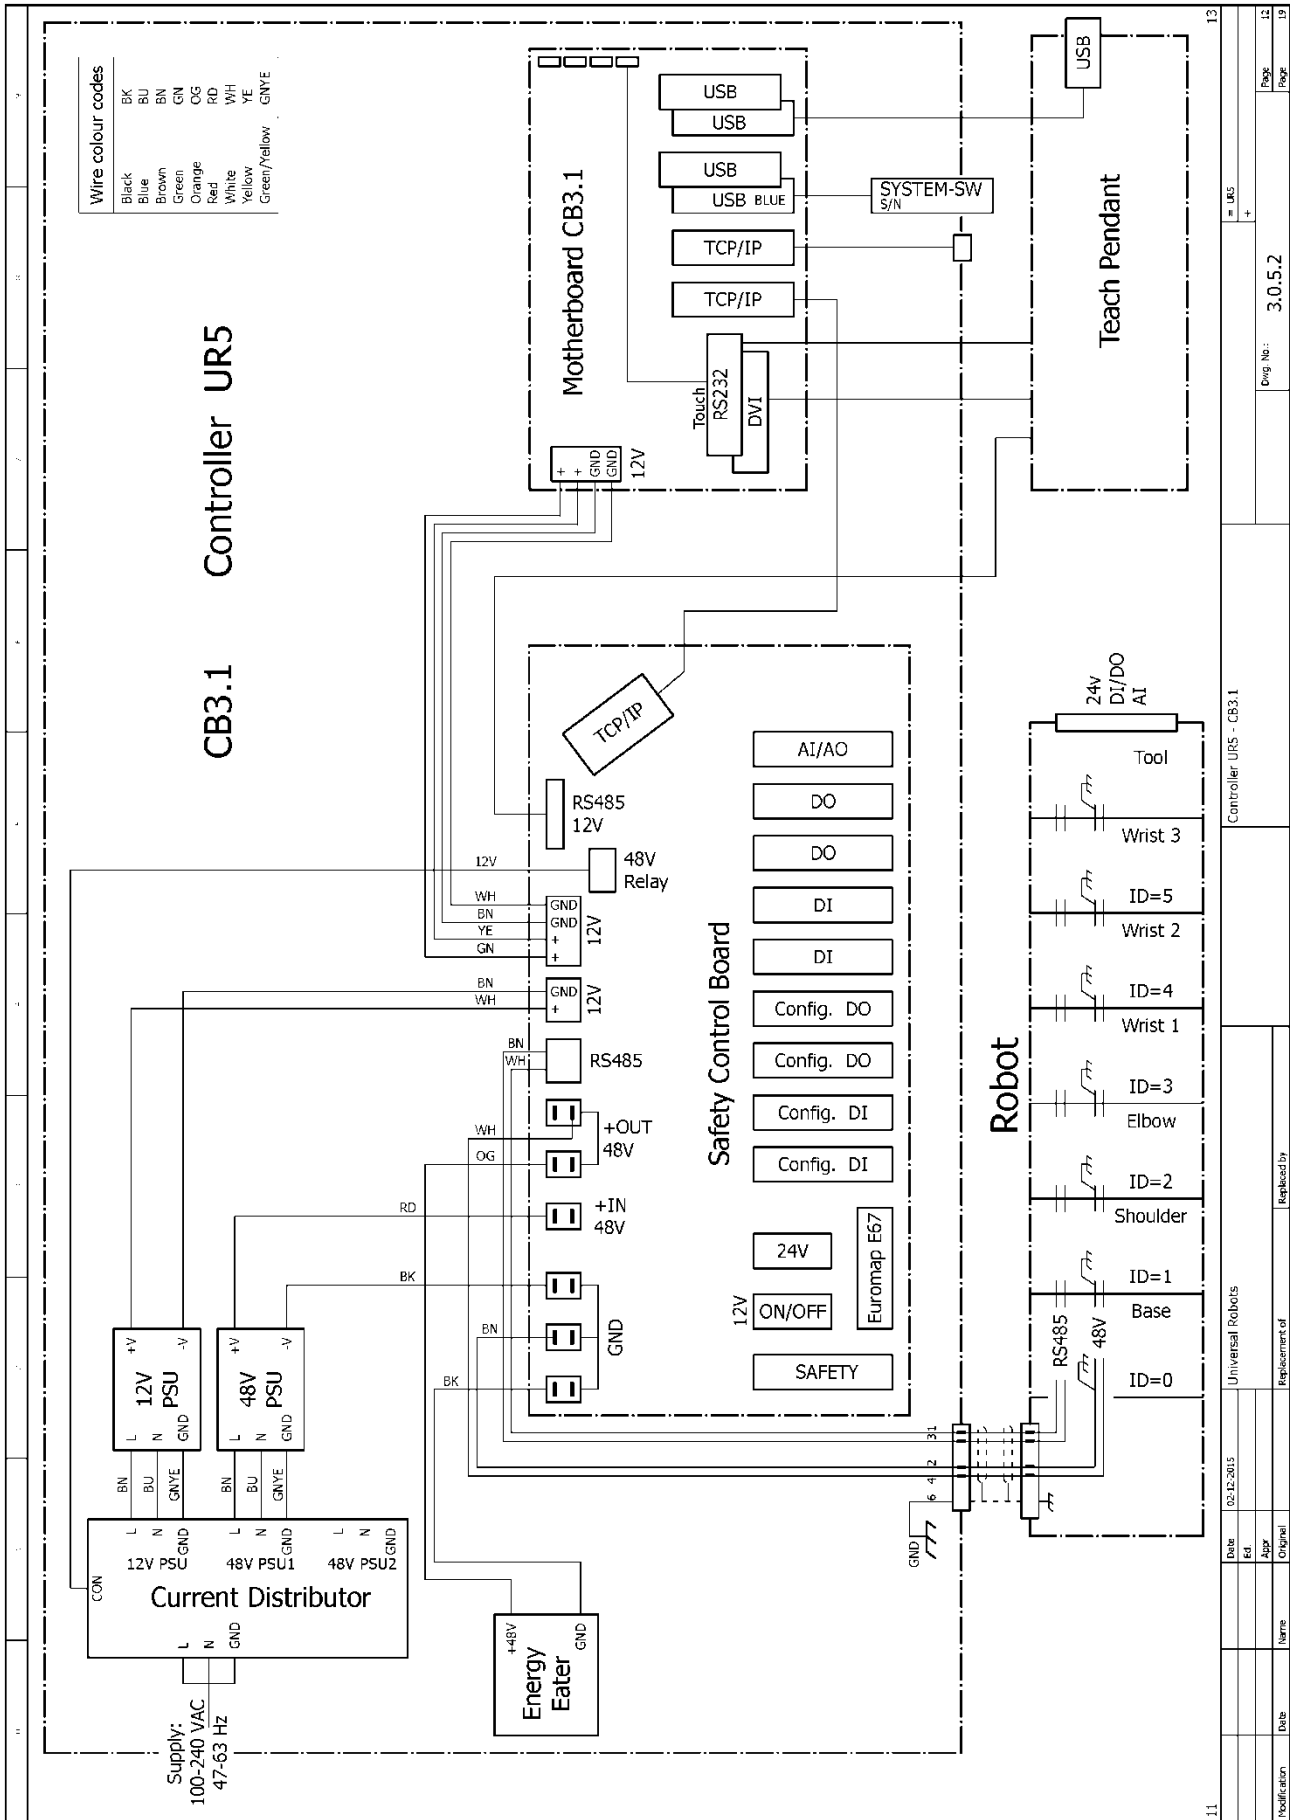 CB3.1 Controller UR5
Wire colour codes
Black BK
Blue BU
Brown BN
Green GN
Orange OG
Red RD
White WH
Yellow YE
Green/Yellow GNYE
Motherboard CB3.1
USB
USB
USB
USB BLUE
TCP/IP
TCP/IP
Touch
RS232
DVI
+
+
GND
GND
12V
SYSTEM-SW
S/N
USB
Teach Pendant
TCP/IP
RS485
12V
12V
48V
Relay
WH
BN
YE
GN
GND
GND
+
+
12V
BN
WH
GND
+
12V
BN
WH
RS485
WH
OG
+OUT
48V
RD
+IN
48V
BK
BN
BK
GND
Safety Control Board
AI/AO
DO
DO
DI
DI
Config. DO
Config. DO
Config. DI
Config. DI
24V
12V
ON/OFF
Euromap E67
SAFETY
12V
PSU
+V
-V
L
N
GND
48V
PSU
+V
-V
L
N
GND
BN
BU
GNYE
BN
BU
GNYE
CON
L
N
GND
12V PSU
L
N
GND
48V PSU1
L
N
GND
48V PSU2
Current Distributor
L
N
GND
Supply:
100-240 VAC
47-63 Hz
+48V
GND
Energy
Eater
GND
6
4
2
31
Robot
24v
DI/DO
AI
Tool
Wrist 3
ID=5
Wrist 2
ID=4
Wrist 1
ID=3
Elbow
ID=2
Shoulder
ID=1
Base
ID=0
RS485
48V
11
13
Modification
Date
Name
Date 02-12-2015
Ed.
Appr
Original
Universal Robots
Replacement of
Replaced by
Controller UR5 - CB3.1
= UR5
+
Dwg. No.: 3.0.5.2
Page 12
Page 19